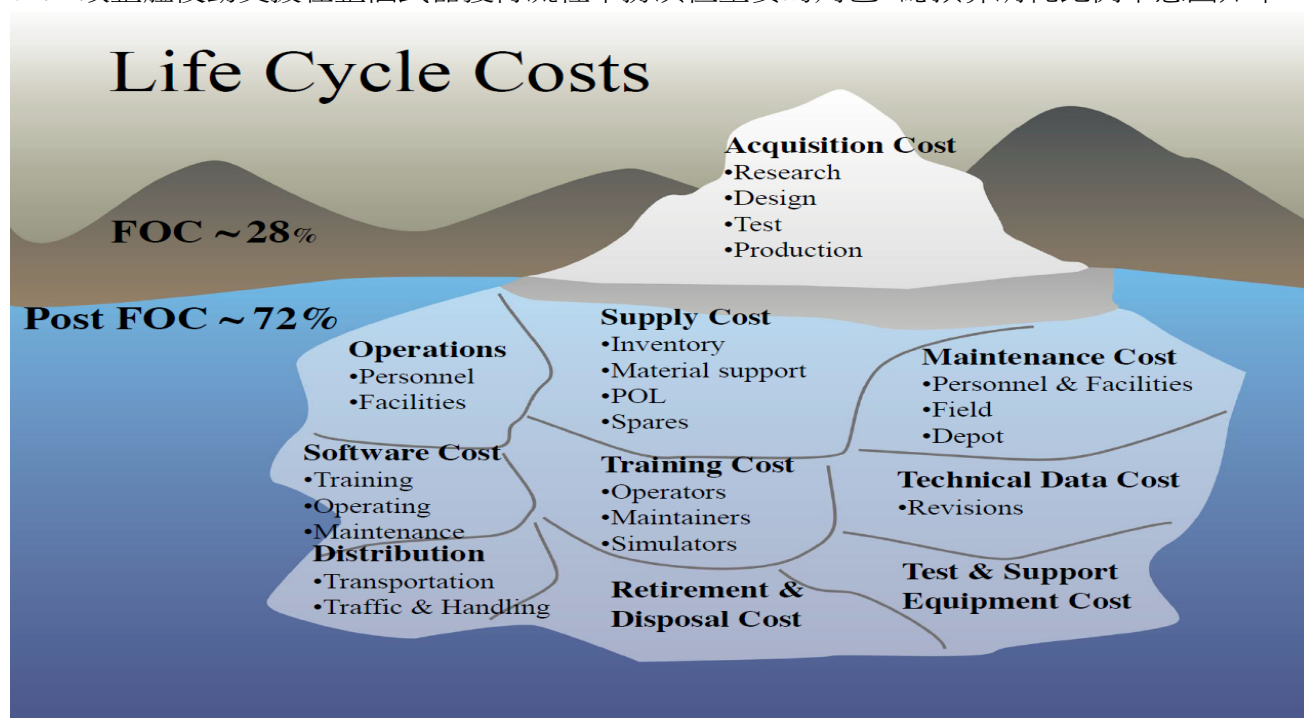 Life Cycle Costs
Acquisition Cost
•Research
•Design
•Test
•Production
FOC ~28%
Post FOC ~72%
Operations
•Personnel
•Facilities
Supply Cost
•Inventory
•Material support
•POL
•Spares
Maintenance Cost
•Personnel & Facilities
•Field
•Depot
Software Cost
•Training
•Operating
•Maintenance
Training Cost
•Operators
•Maintainers
•Simulators
Technical Data Cost
•Revisions
Distribution
•Transportation
•Traffic & Handling
Retirement &
Disposal Cost
Test & Support
Equipment Cost